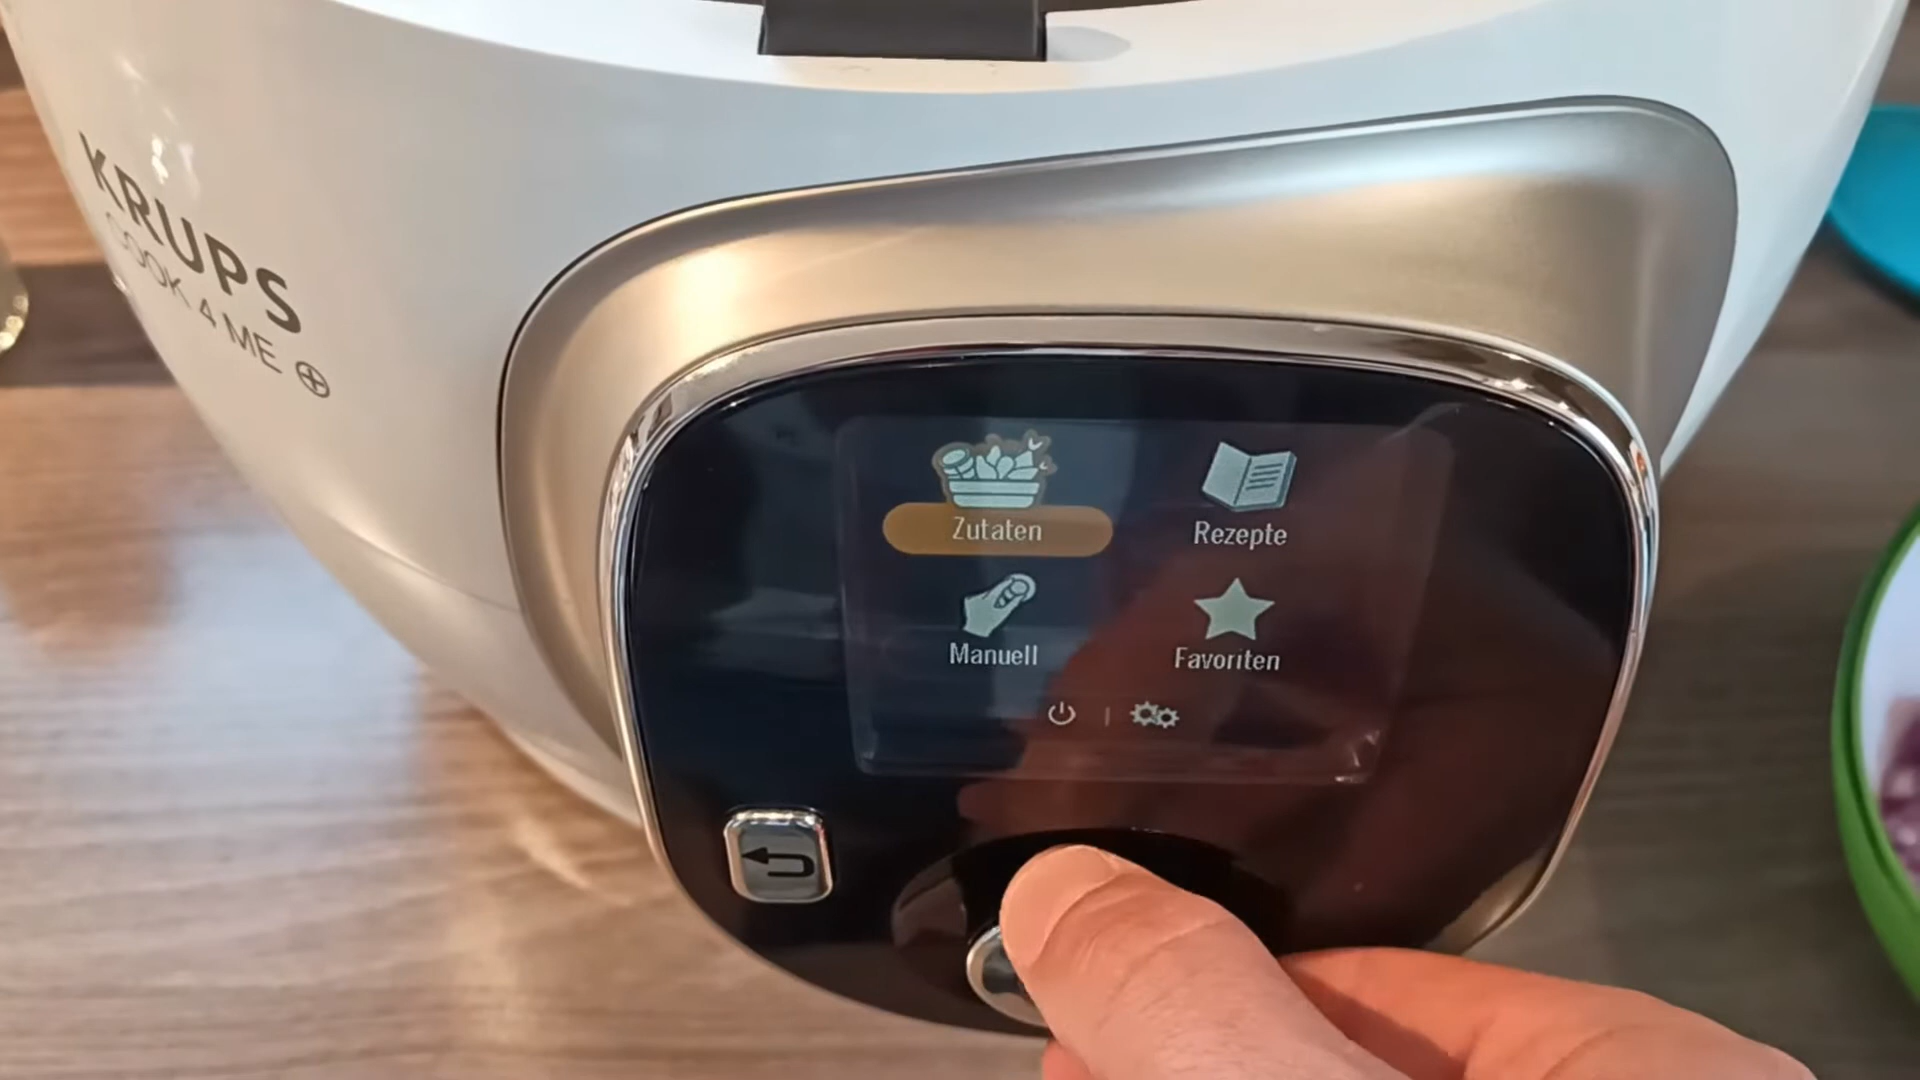 KRUPS
COOK 4 ME
Zutaten
Rezepte
Manuell
Favoriten